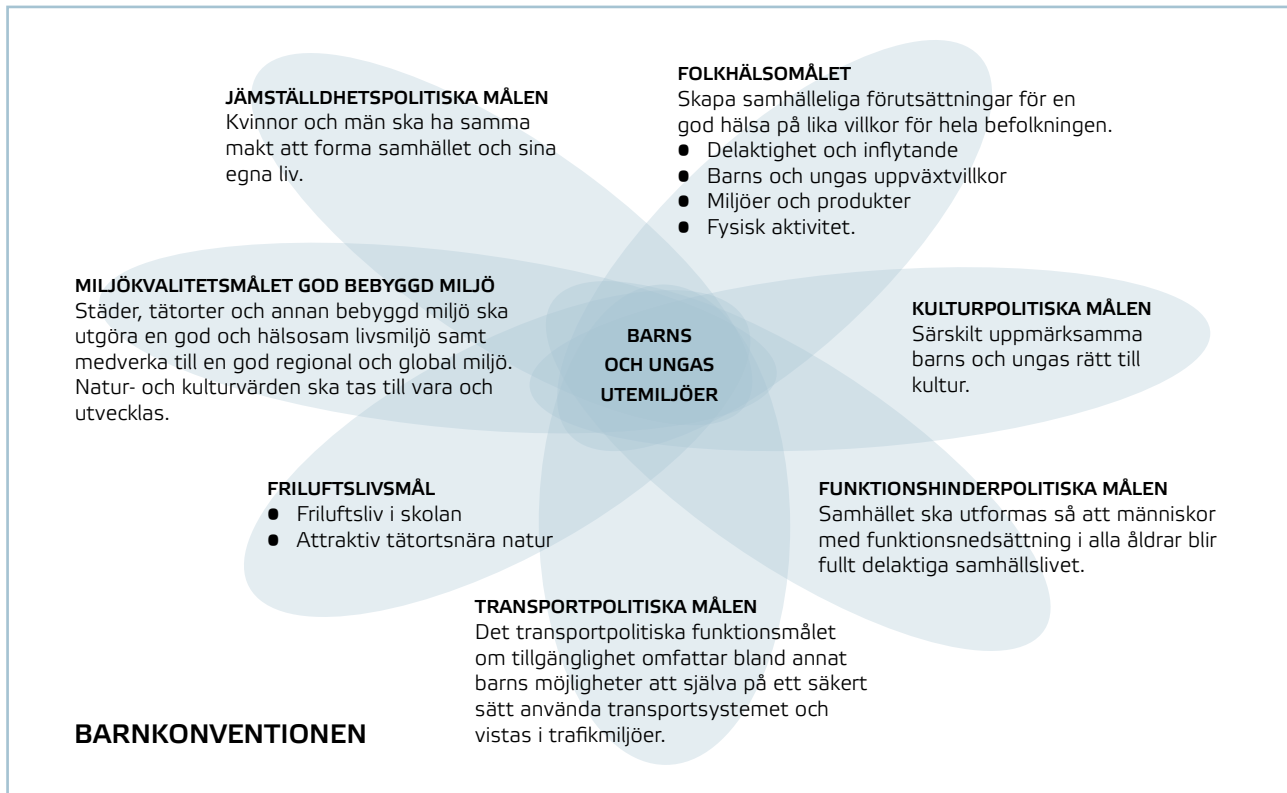 JÄMSTÄLLDHETSPOLITISKA MÅLEN
Kvinnor och män ska ha samma
makt att forma samhället och sina
egna liv.
FOLKHÄLSOMÅLET
Skapa samhälleliga förutsättningar för en
god hälsa på lika villkor för hela befolkningen.
● Delaktighet och inflytande
● Barns och ungas uppväxtvillkor
● Miljöer och produkter
● Fysisk aktivitet.
MILJÖKVALITETSMÅLET GOD BEBYGGD MILJÖ
Städer, tätorter och annan bebyggd miljö ska
utgöra en god och hälsosam livsmiljö samt
medverka till en god regional och global miljö.
Natur- och kulturvärden ska tas till vara och
utvecklas.
BARNS
OCH UNGAS
UTEMILJÖER
KULTURPOLITISKA MÅLEN
Särskilt uppmärksamma
barns och ungas rätt till
kultur.
FRILUFTSLIVSMÅL
● Friluftsliv i skolan
● Attraktiv tätortsnära natur
FUNKTIONSHINDERPOLITISKA MÅLEN
Samhället ska utformas så att människor
med funktionsnedsättning i alla åldrar blir
fullt delaktiga samhällslivet.
TRANSPORTPOLITISKA MÅLEN
Det transportpolitiska funktionsmålet
om tillgänglighet omfattar bland annat
barns möjligheter att själva på ett säkert
sätt använda transportsystemet och
vistas i trafikmiljöer.
BARNKONVENTIONEN